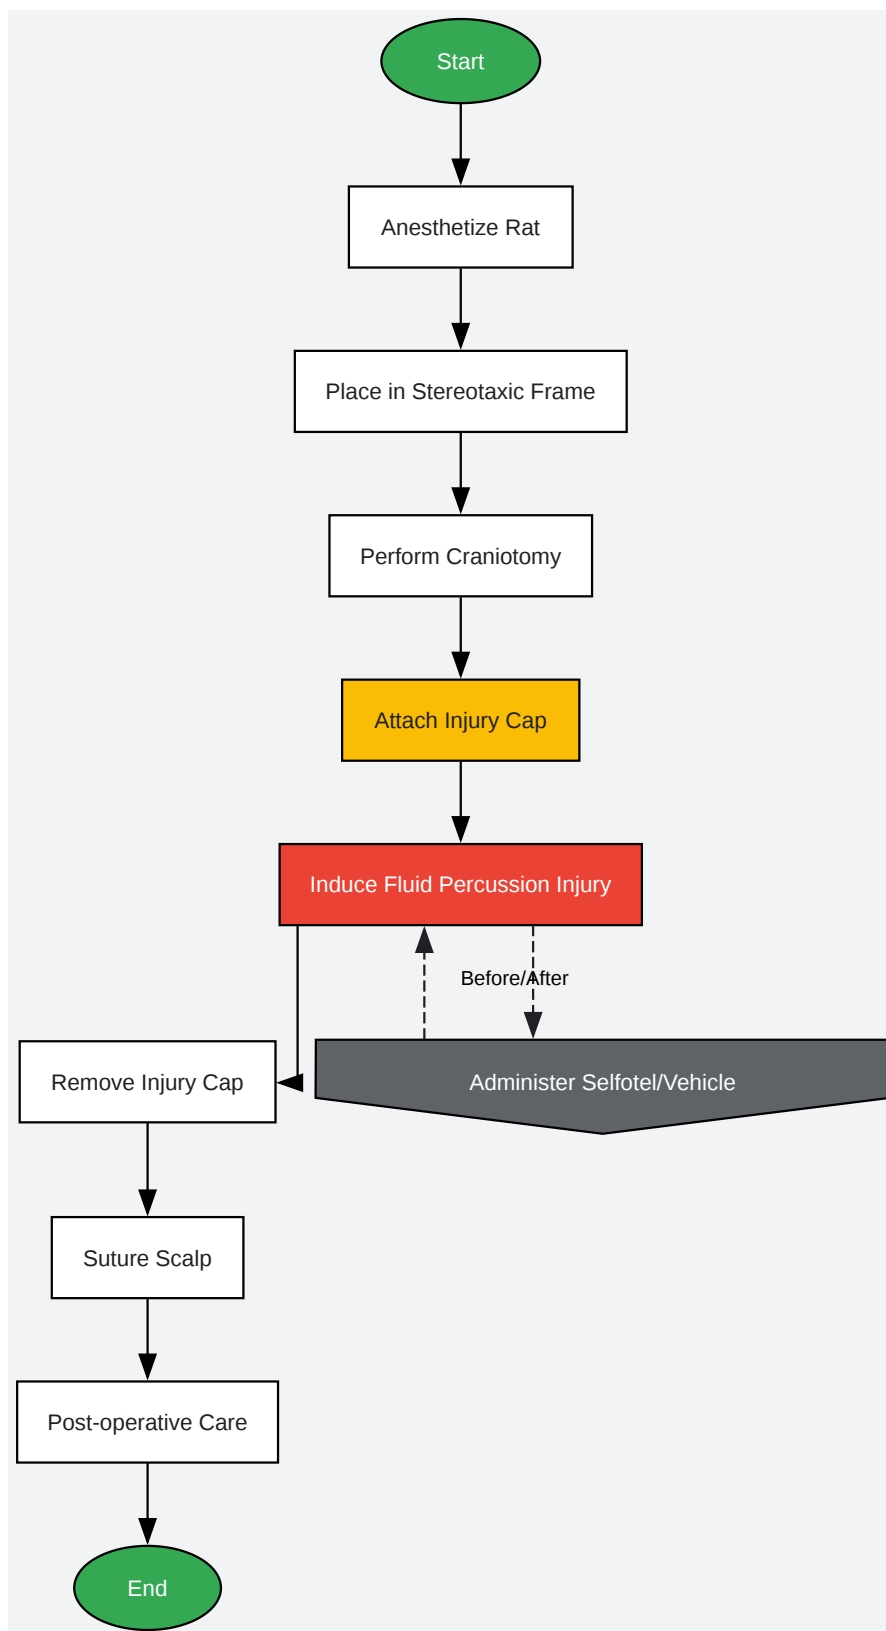 Start
Anesthetize Rat
Place in Stereotaxic Frame
Perform Craniotomy
Attach Injury Cap
Induce Fluid Percussion Injury
Before/After
Remove Injury Cap
Administer Selfotel/Vehicle
Suture Scalp
Post-operative Care
End